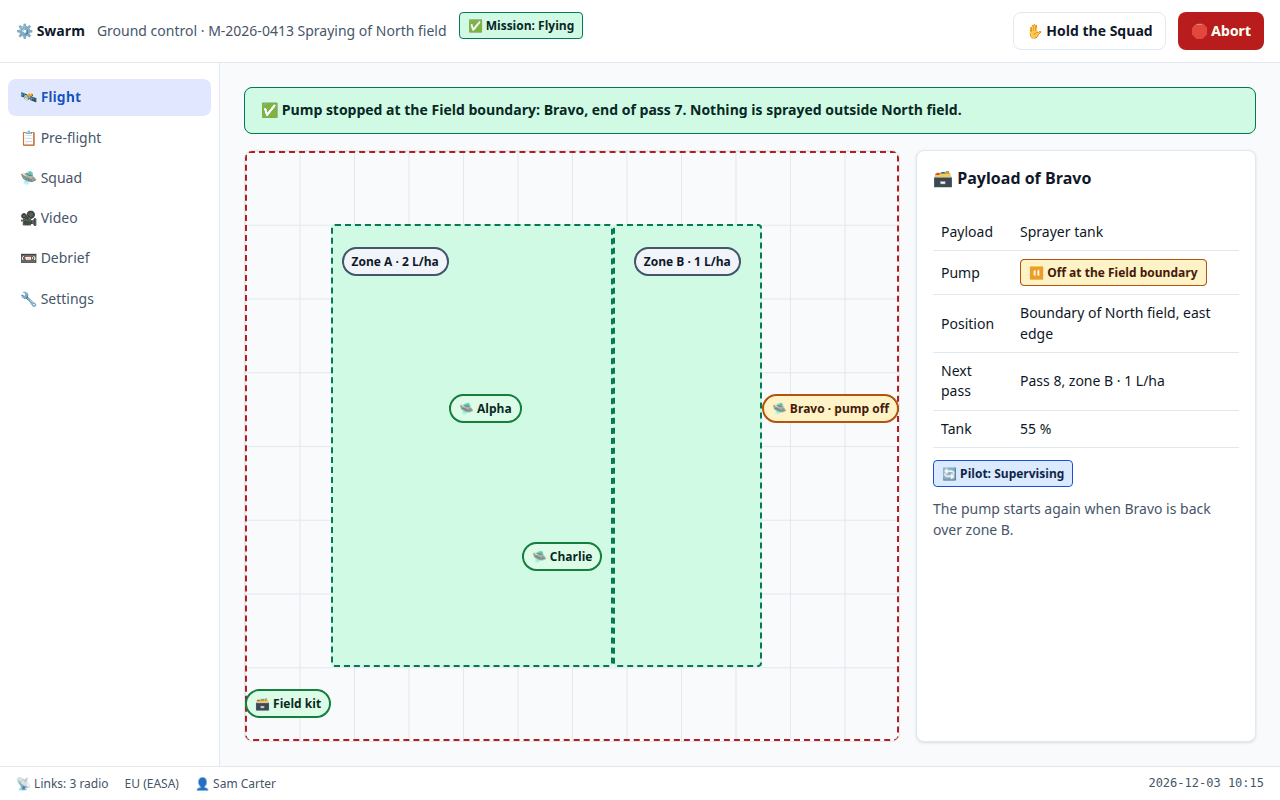 Swarm Ground control · M-2026-0413 Spraying of North field ✅ Mission: Flying ✋ Hold the Squad 🛑 Abort
🛰️ Flight
📋 Pre-flight
🛸 Squad
🎥 Video
📼 Debrief
🔧 Settings
✅ Pump stopped at the Field boundary: Bravo, end of pass 7. Nothing is sprayed outside North field.
Zone A · 2 L/ha
Zone B · 1 L/ha
🛸 Alpha
🛸 Bravo · pump off
🛸 Charlie
🗃️ Field kit
🗃️ Payload of Bravo
Payload Sprayer tank
Pump ⏸️ Off at the Field boundary
Position Boundary of North field, east
edge
Next
pass Pass 8, zone B · 1 L/ha
Tank 55 %
🔄 Pilot: Supervising
The pump starts again when Bravo is back
over zone B.
📡 Links: 3 radio EU (EASA) 👤 Sam Carter 2026-12-03 10:15